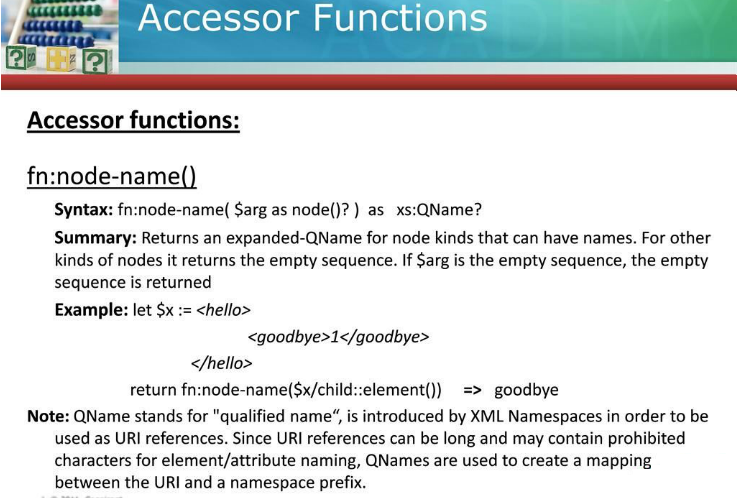 Accessor Functions
Accessor functions:
fn:node-name()
Syntax: fn:node-name( $arg as node()? ) as xs:QName?
Summary: Returns an expanded-QName for node kinds that can have names. For other
kinds of nodes it returns the empty sequence. If $arg is the empty sequence, the empty
sequence is returned
Example: let $x := <hello>
<goodbye>1</goodbye>
</hello>
return fn:node-name($x/child::element()) => goodbye
Note: QName stands for "qualified name“, is introduced by XML Namespaces in order to be
used as URI references. Since URI references can be long and may contain prohibited
characters for element/attribute naming, QNames are used to create a mapping
between the URI and a namespace prefix.